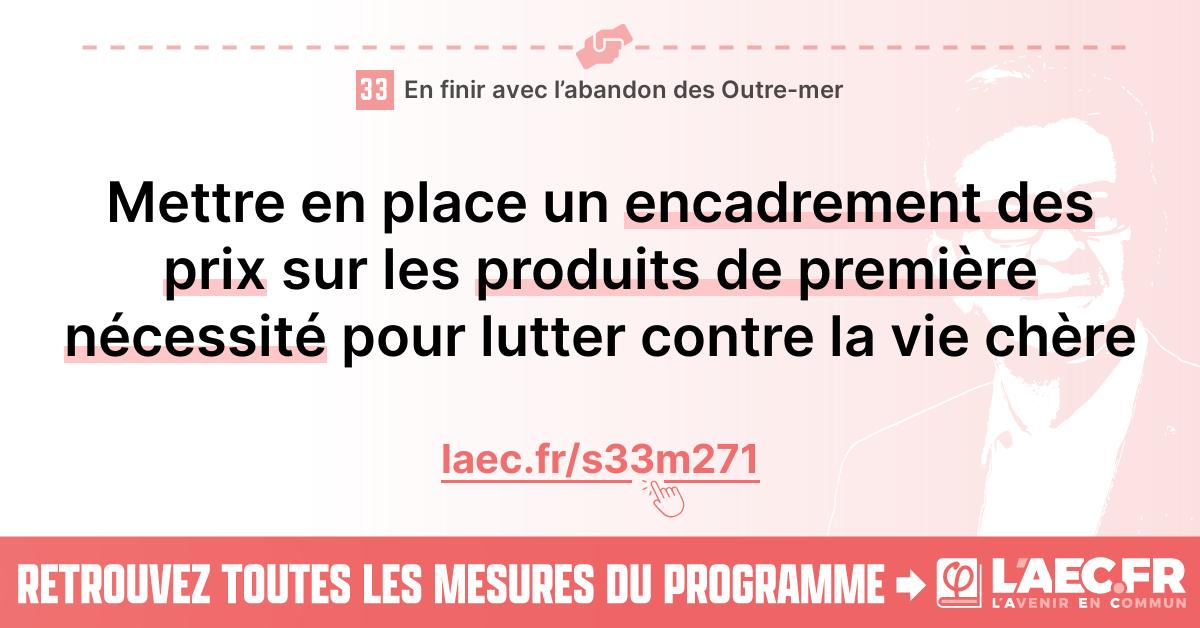 33 En finir avec l’abandon des Outre-mer
Mettre en place un encadrement des
prix sur les produits de première
nécessité pour lutter contre la vie chère
laec.fr/s33m271
RETROUVEZ TOUTES LES MESURES DU PROGRAMME
φ
L'AEC.FR
L'AVENIR EN COMMUN